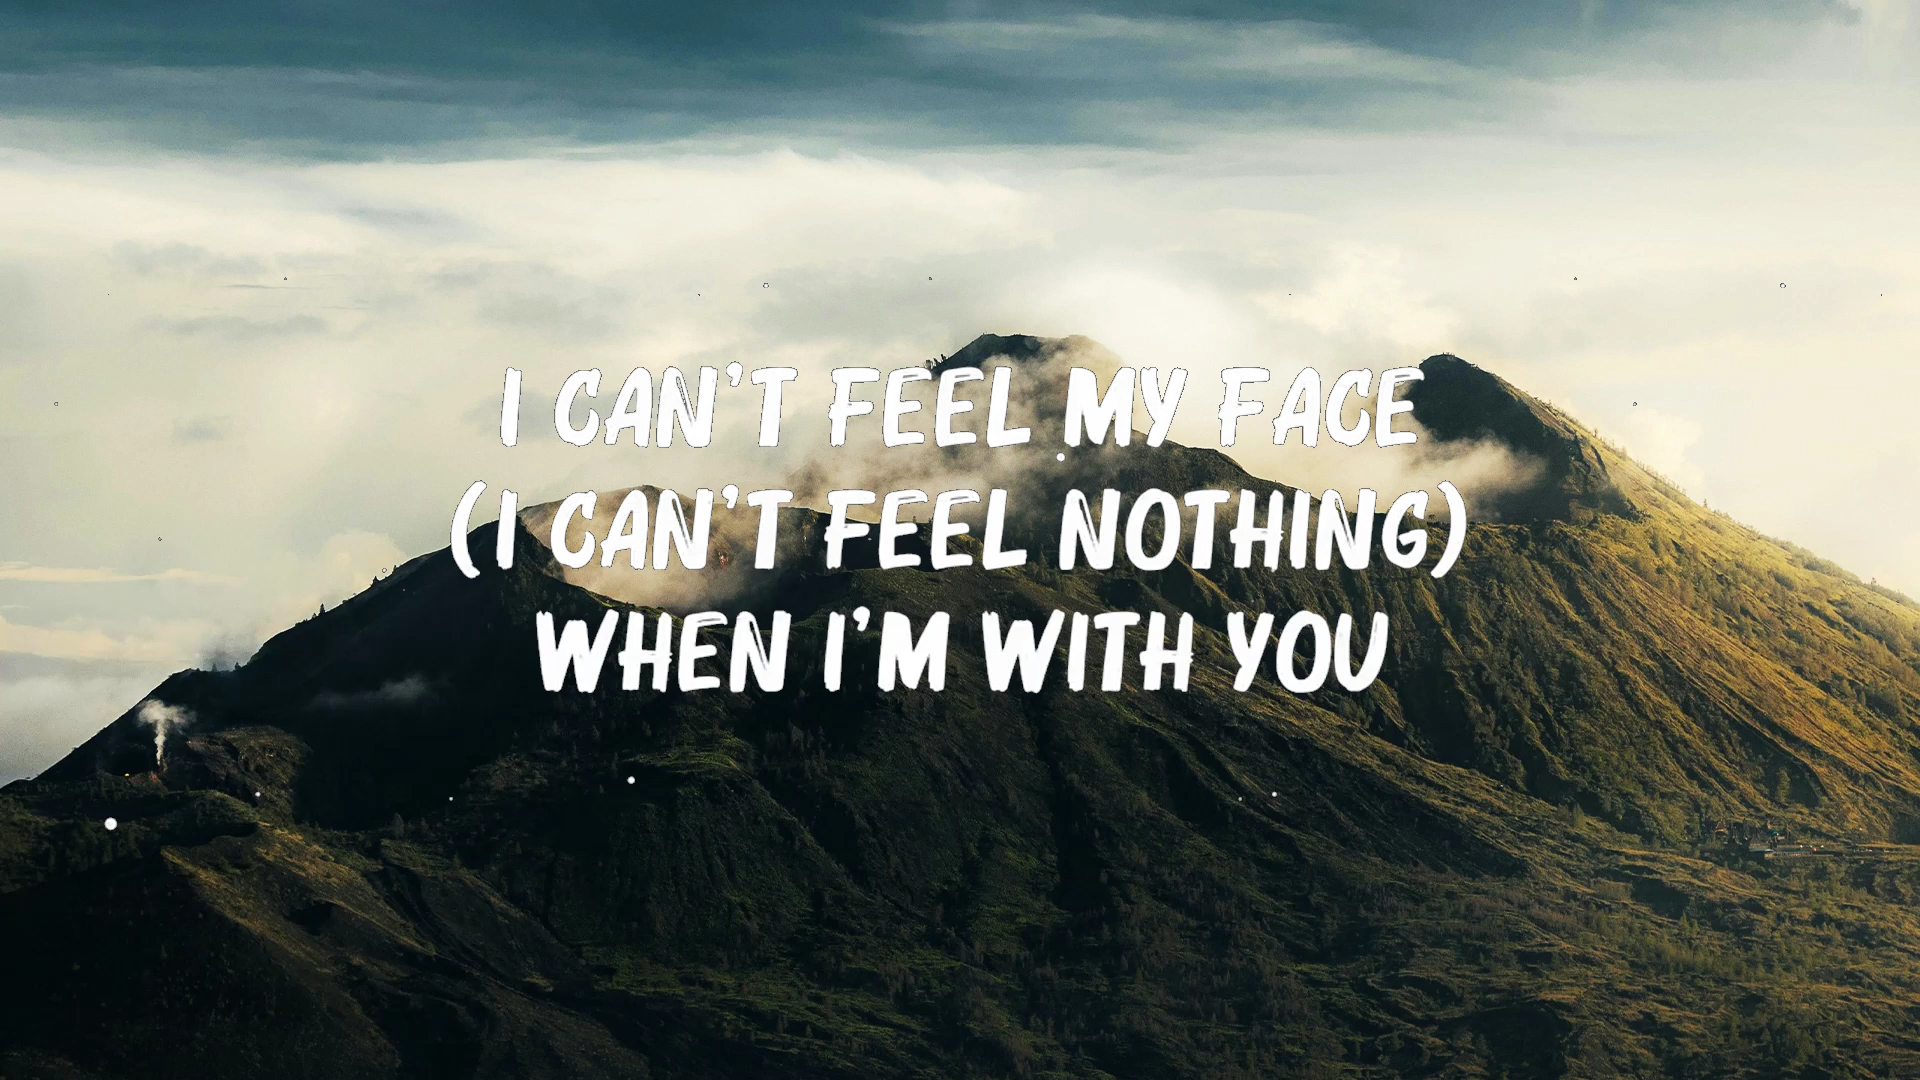 I CAN'T FEEL MY FACE
(I CAN'T FEEL NOTHING)
WHEN I'M WITH YOU